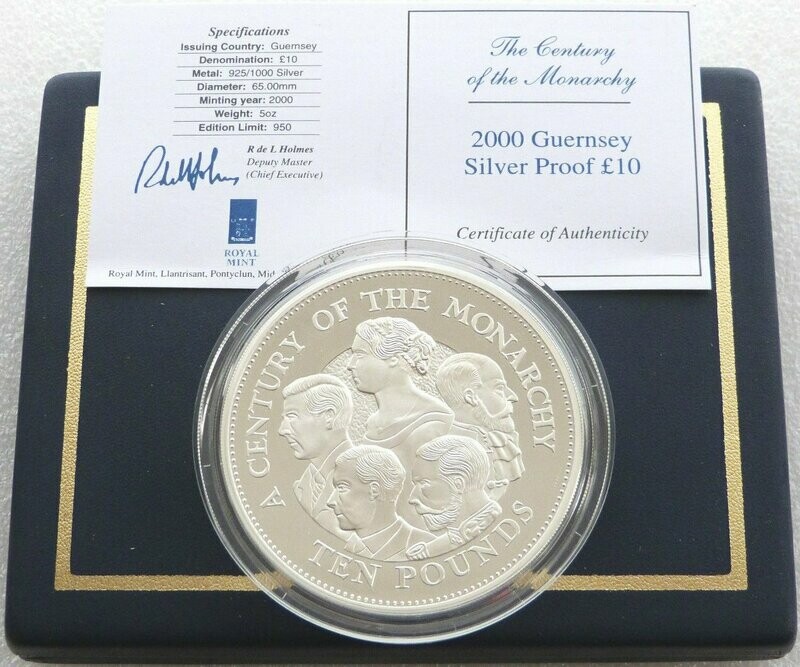 Specifications
Issuing Country: Guernsey
Denomination: £10
Metal: 925/1000 Silver
Diameter: 65.00mm
Minting year: 2000
Weight: 5oz
Edition Limit: 950
R de L Holmes
Deputy Master
(Chief Executive)
ROYAL
MINT
Royal Mint, Llantrisant, Pontyclun, Mid
The Century
of the Monarchy
2000 Guernsey
Silver Proof £10
Certificate of Authenticity
A CENTURY OF THE MONARCHY
TEN POUNDS